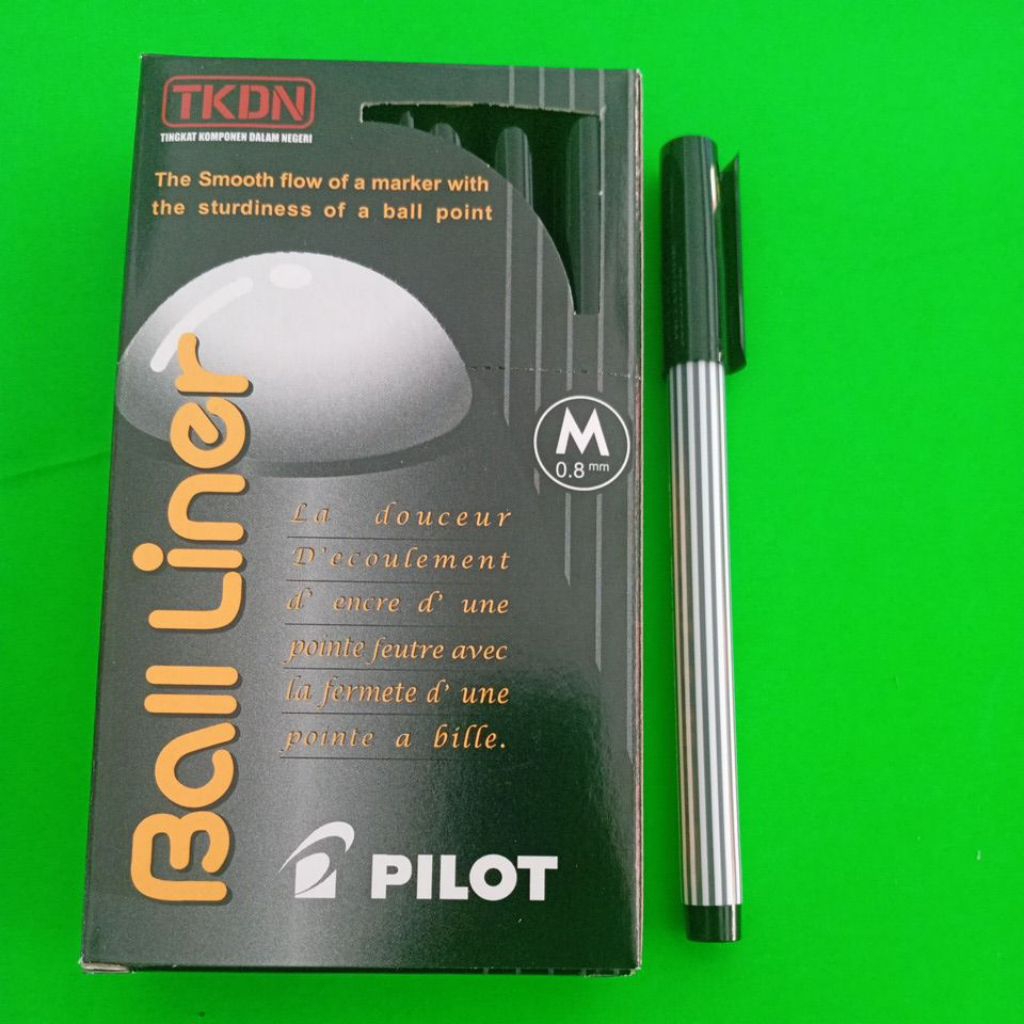 TKDN
TINGKAT KOMPONEN DALAM NEGERI
The Smooth flow of a marker with
the sturdiness of a ball point
Ball Liner
M
0.8 mm
La douceur
D'ecoulement
d' encre d' une
pointe feutre avec
la fermete d' une
pointe a bille.
PILOT